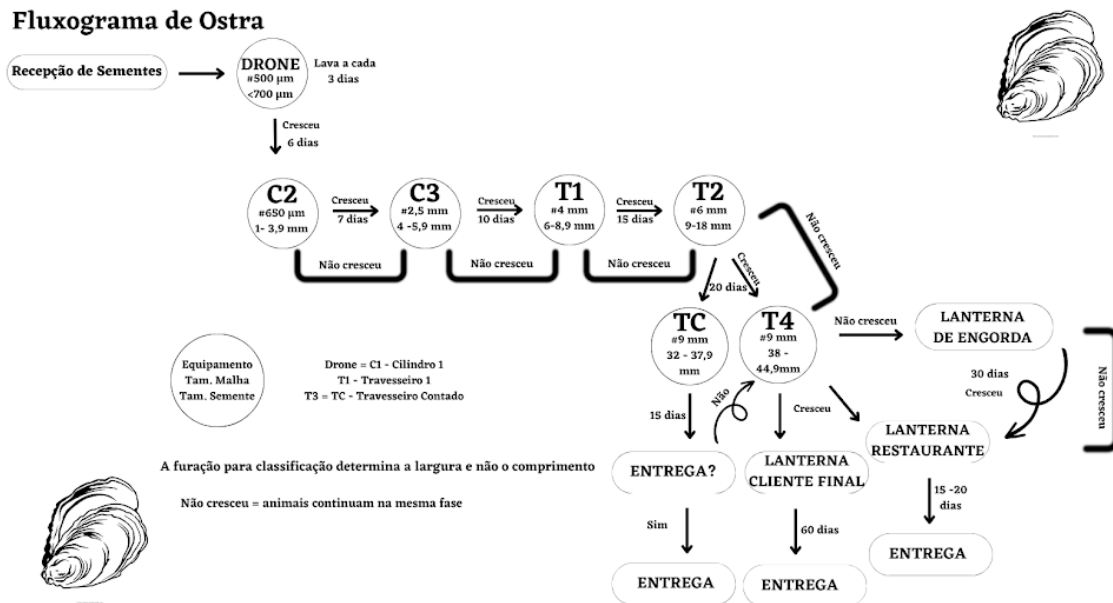 Fluxograma de Ostra
Recepção de Sementes
DRONE
#500 µm
<700 µm
Lava a cada
3 dias
Cresceu
6 dias
C2
#650 µm
1- 3,9 mm
Cresceu
7 dias
C3
#2,5 mm
4 -5,9 mm
Cresceu
10 dias
T1
#4 mm
6-8,9 mm
Cresceu
15 dias
T2
#6 mm
9-18 mm
Não cresceu
Não cresceu
Não cresceu
Não cresceu
20 dias
Cresceu
TC
#9 mm
32 - 37,9
mm
T4
#9 mm
38 -
44,9mm
Não cresceu
LANTERNA
DE ENGORDA
30 dias
Cresceu
Não cresceu
Equipamento
Tam. Malha
Tam. Semente
Drone = C1 - Cilindro 1
T1 - Travesseiro 1
T3 = TC - Travesseiro Contado
15 dias
Não
Cresceu
LANTERNA
RESTAURANTE
A furação para classificação determina a largura e não o comprimento
Não cresceu = animais continuam na mesma fase
ENTREGA?
LANTERNA
CLIENTE FINAL
15 -20
dias
Sim
60 dias
ENTREGA
ENTREGA
ENTREGA